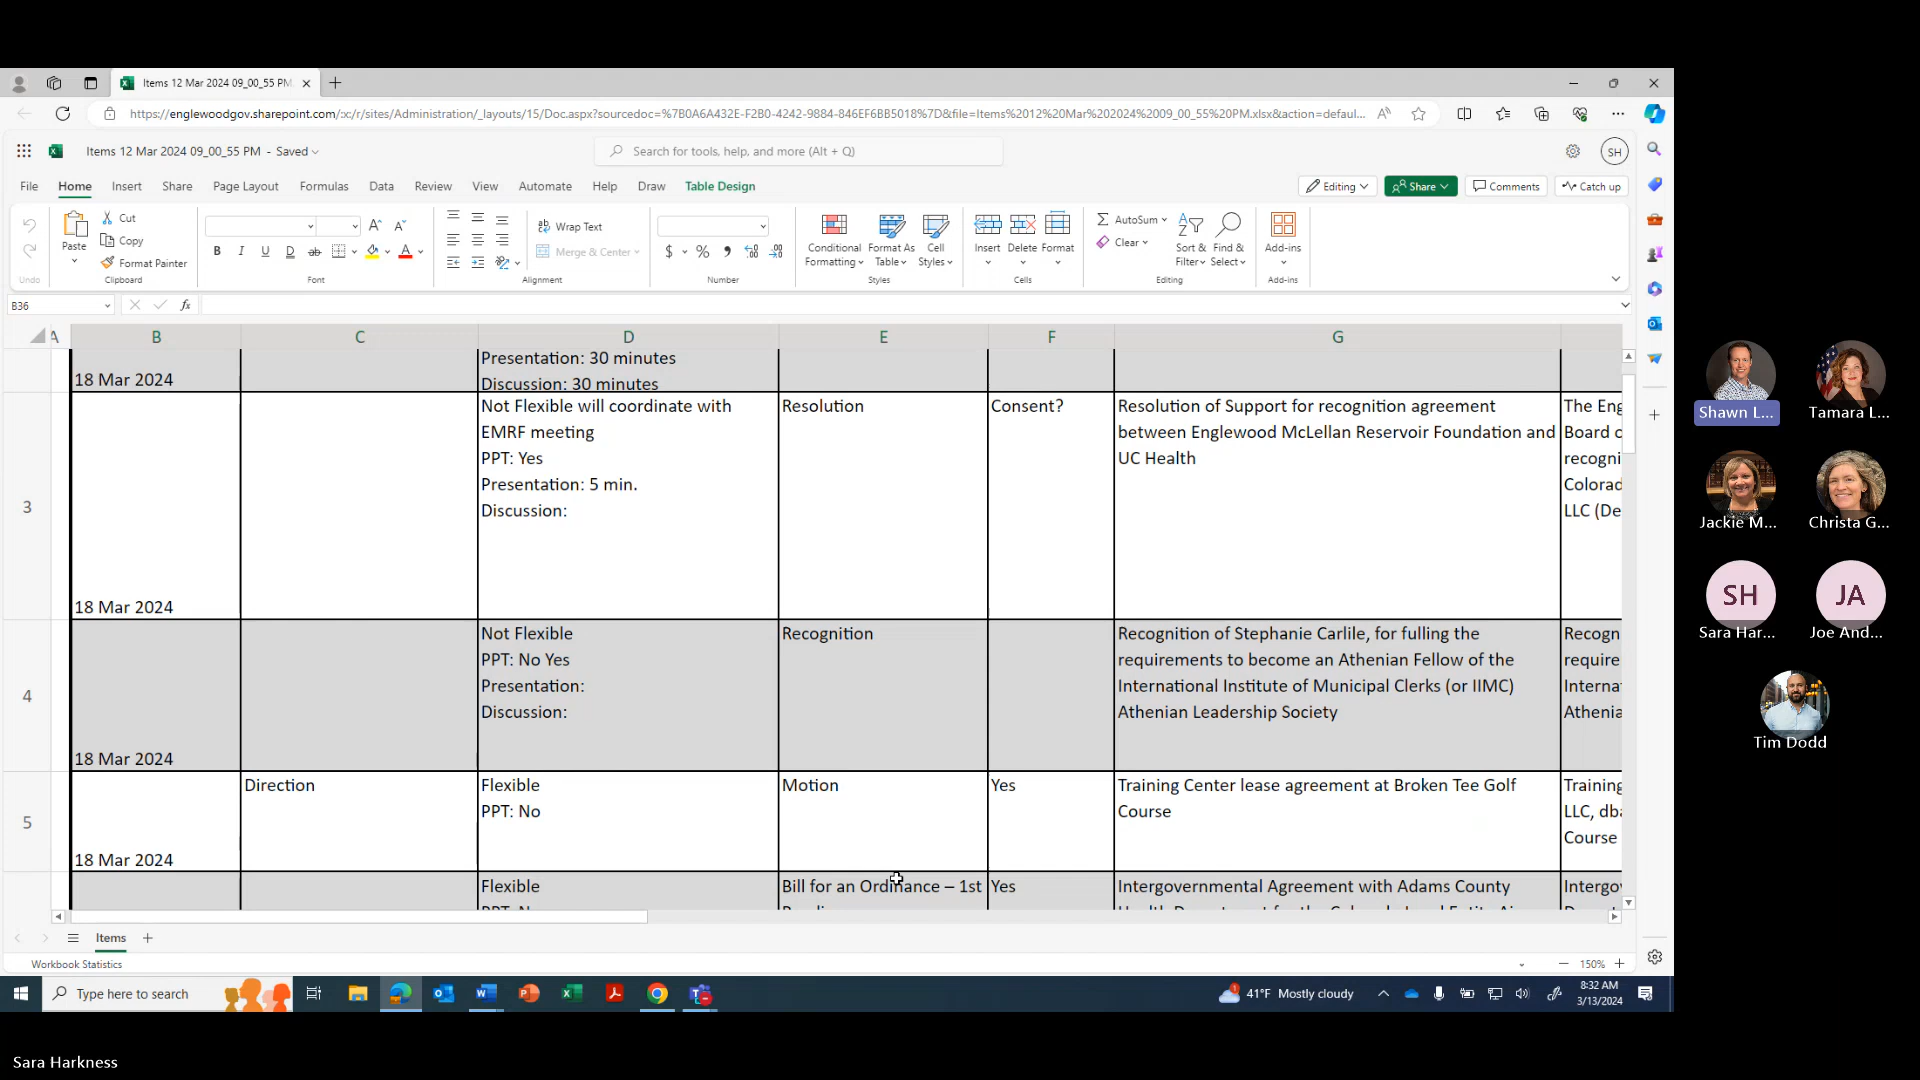 Items 12 Mar 2024 09_00_55 PM
https://englewoodgov.sharepoint.com/:x:/r/sites/Administration/_layouts/15/Doc.aspx?sourcedoc=%7B0A6A432E-F2B0-4242-9884-846EF6BB5018%7D&file=Items%2012%20Mar%202024%2009_00_55%20PM.xlsx&action=defaul...
Items 12 Mar 2024 09_00_55 PM - Saved
Search for tools, help, and more (Alt + Q)
SH
File Home Insert Share Page Layout Formulas Data Review View Automate Help Draw Table Design
Editing Share Comments Catch up
Undo
Paste Cut Copy Format Painter
Clipboard
B I U D ab A
Font
Wrap Text
Merge & Center
Alignment
$ % 9
Number
Conditional Formatting
Format As Table
Cell Styles
Styles
Insert Delete Format
Cells
AutoSum
Clear
Sort & Filter
Find & Select
Editing
Add-ins
Add-ins
B36 fx
A B C D E F G
18 Mar 2024
Presentation: 30 minutes
Discussion: 30 minutes
3
18 Mar 2024
Not Flexible will coordinate with
EMRF meeting
PPT: Yes
Presentation: 5 min.
Discussion:
Resolution
Consent?
Resolution of Support for recognition agreement
between Englewood McLellan Reservoir Foundation and
UC Health
The Eng
Board o
recogni
Colorad
LLC (De
4
18 Mar 2024
Not Flexible
PPT: No Yes
Presentation:
Discussion:
Recognition
Recognition of Stephanie Carlile, for fulling the
requirements to become an Athenian Fellow of the
International Institute of Municipal Clerks (or IIMC)
Athenian Leadership Society
Recogn
require
Interna
Athenia
5
18 Mar 2024
Direction
Flexible
PPT: No
Motion
Yes
Training Center lease agreement at Broken Tee Golf
Course
Training
LLC, dba
Course
Flexible
Bill for an Ordinance – 1st
Yes
Intergovernmental Agreement with Adams County
Intergov
Items
Workbook Statistics
150%
Type here to search
41°F Mostly cloudy
8:32 AM
3/13/2024
Shawn L...
Tamara L...
Jackie M...
Christa G...
SH
Sara Har...
JA
Joe And...
Tim Dodd
Sara Harkness